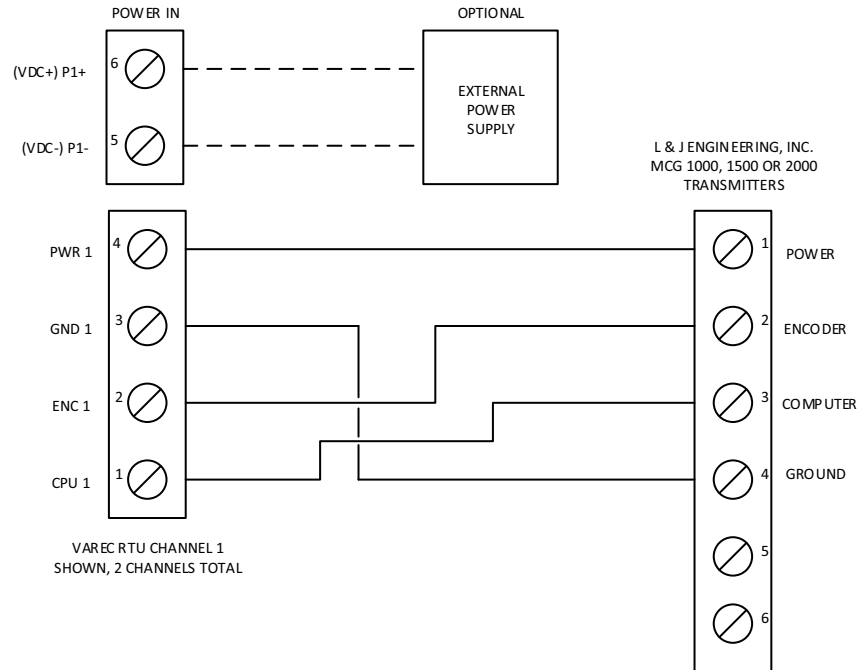 POWER IN
OPTIONAL
(VDC+) P1+
6
(VDC-) P1-
5
EXTERNAL
POWER
SUPPLY
L & J ENGINEERING, INC.
MCG 1000, 1500 OR 2000
TRANSMITTERS
PWR 1
4
1
POWER
GND 1
3
2
ENCODER
ENC 1
2
3
COMPUTER
CPU 1
1
4
GROUND
VAREC RTU CHANNEL 1
SHOWN, 2 CHANNELS TOTAL
5
6